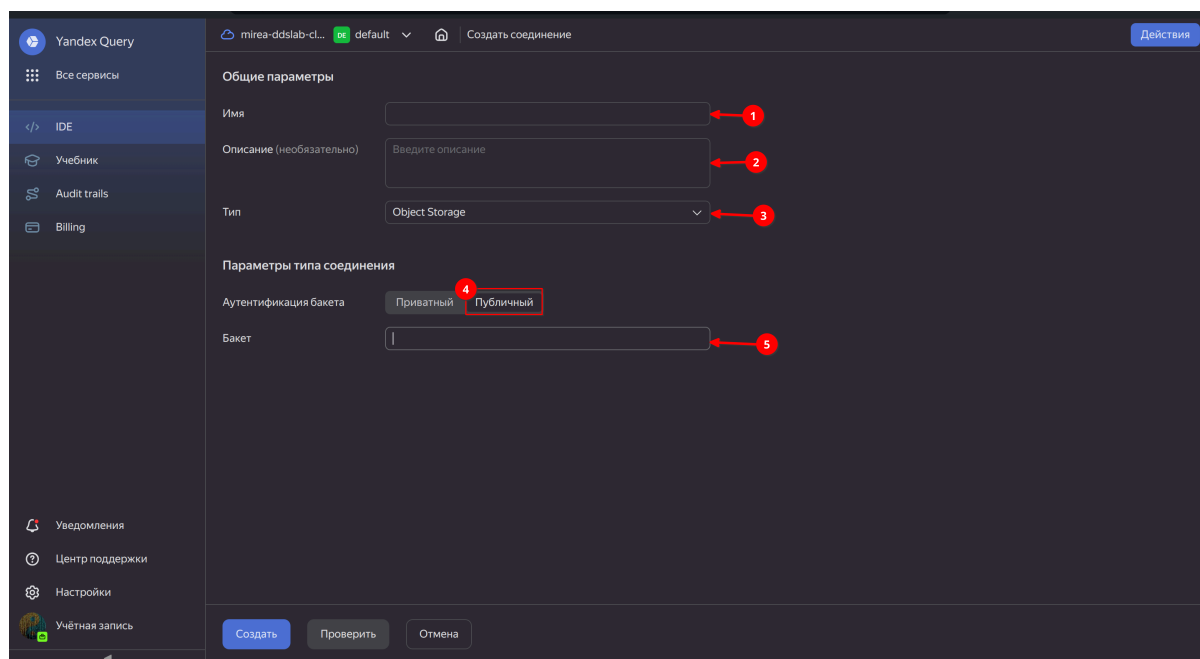 Yandex Query
Все сервисы
IDE
Учебник
Audit trails
Billing
Уведомления
Центр поддержки
Настройки
Учётная запись
mirea-ddslab-cl... DE default Создать соединение
Действия
Общие параметры
Имя
1
Описание (необязательно) Введите описание
2
Тип Object Storage
3
Параметры типа соединения
4
Аутентификация бакета Приватный Публичный
Бакет
5
Создать Проверить Отмена